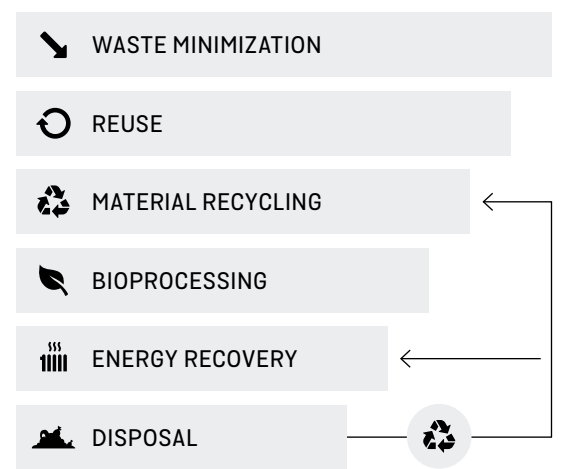 WASTE MINIMIZATION
REUSE
MATERIAL RECYCLING
BIOPROCESSING
ENERGY RECOVERY
DISPOSAL